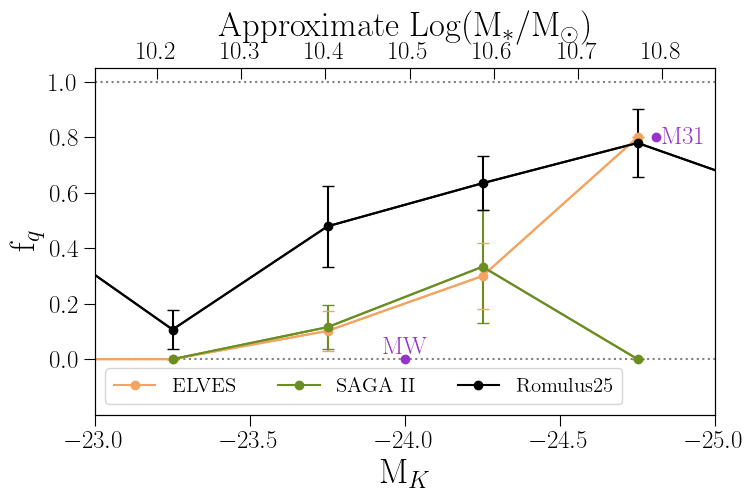 Approximate Log(M*/M⊙)
10.2 10.3 10.4 10.5 10.6 10.7 10.8
1.0
0.8
0.6
0.4
0.2
0.0
f_q
M31
MW
ELVES SAGA II Romulus25
−23.0 −23.5 −24.0 −24.5 −25.0
M_K